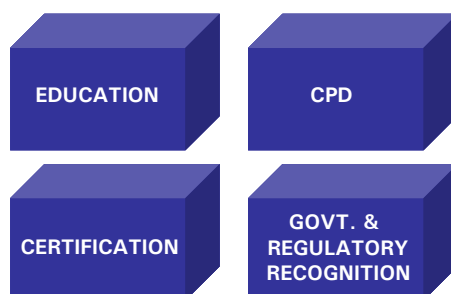 EDUCATION
CPD
CERTIFICATION
GOVT. &
REGULATORY
RECOGNITION